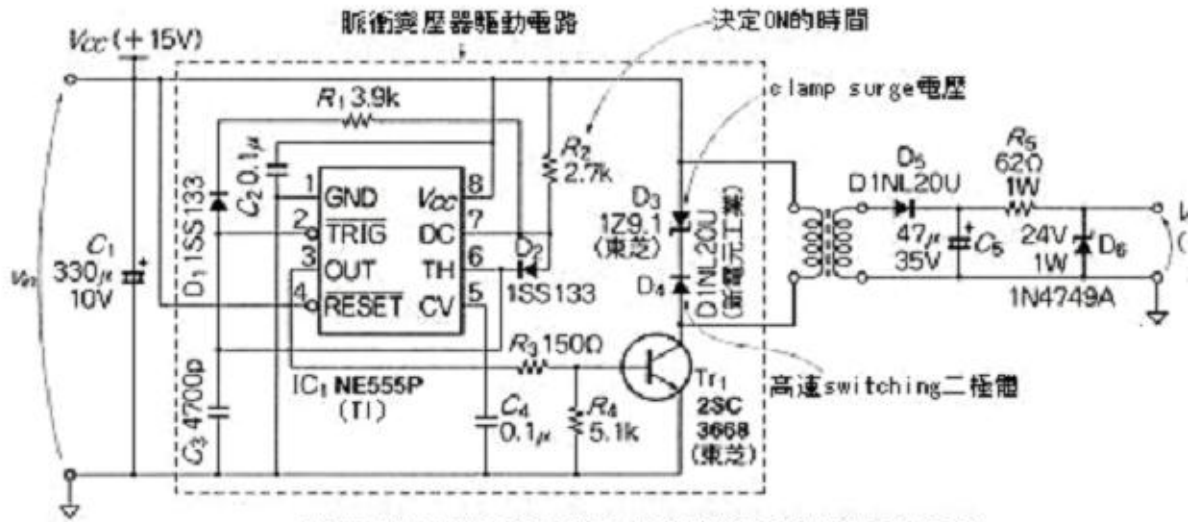 脈衝變壓器驅動電路
決定ON的時間
VCC (+15V)
clamp surge電壓
R1 3.9k
R2
2.7k
C2 0.1μ
D1 1SS133
1
GND
VCC
8
2
TRIG
DC
7
3
OUT
TH
6
4
RESET
CV
5
D2
1SS133
C1
330μ
10V
vin
D3
1Z9.1
(東芝)
D4
D1NL20U
(新電元工業)
D5
D1NL20U
R5
62Ω
1W
47μ
35V
C5
24V
1W
D6
1N4749A
V
(
R3 150Ω
IC1 NE555P
(TI)
C3 4700p
C4
0.1μ
R4
5.1k
Tr1
2SC
3668
(東芝)
高速switching二極體